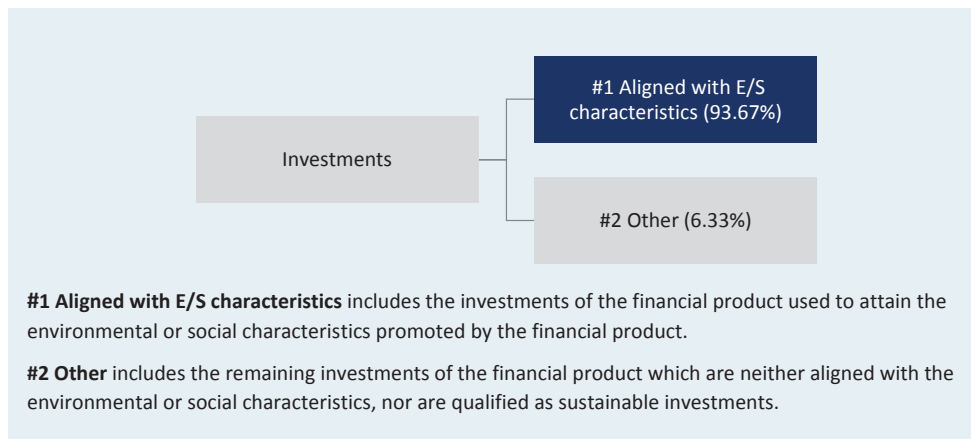 #1 Aligned with E/S
characteristics (93.67%)
Investments
#2 Other (6.33%)
#1 Aligned with E/S characteristics includes the investments of the financial product used to attain the
environmental or social characteristics promoted by the financial product.
#2 Other includes the remaining investments of the financial product which are neither aligned with the
environmental or social characteristics, nor are qualified as sustainable investments.